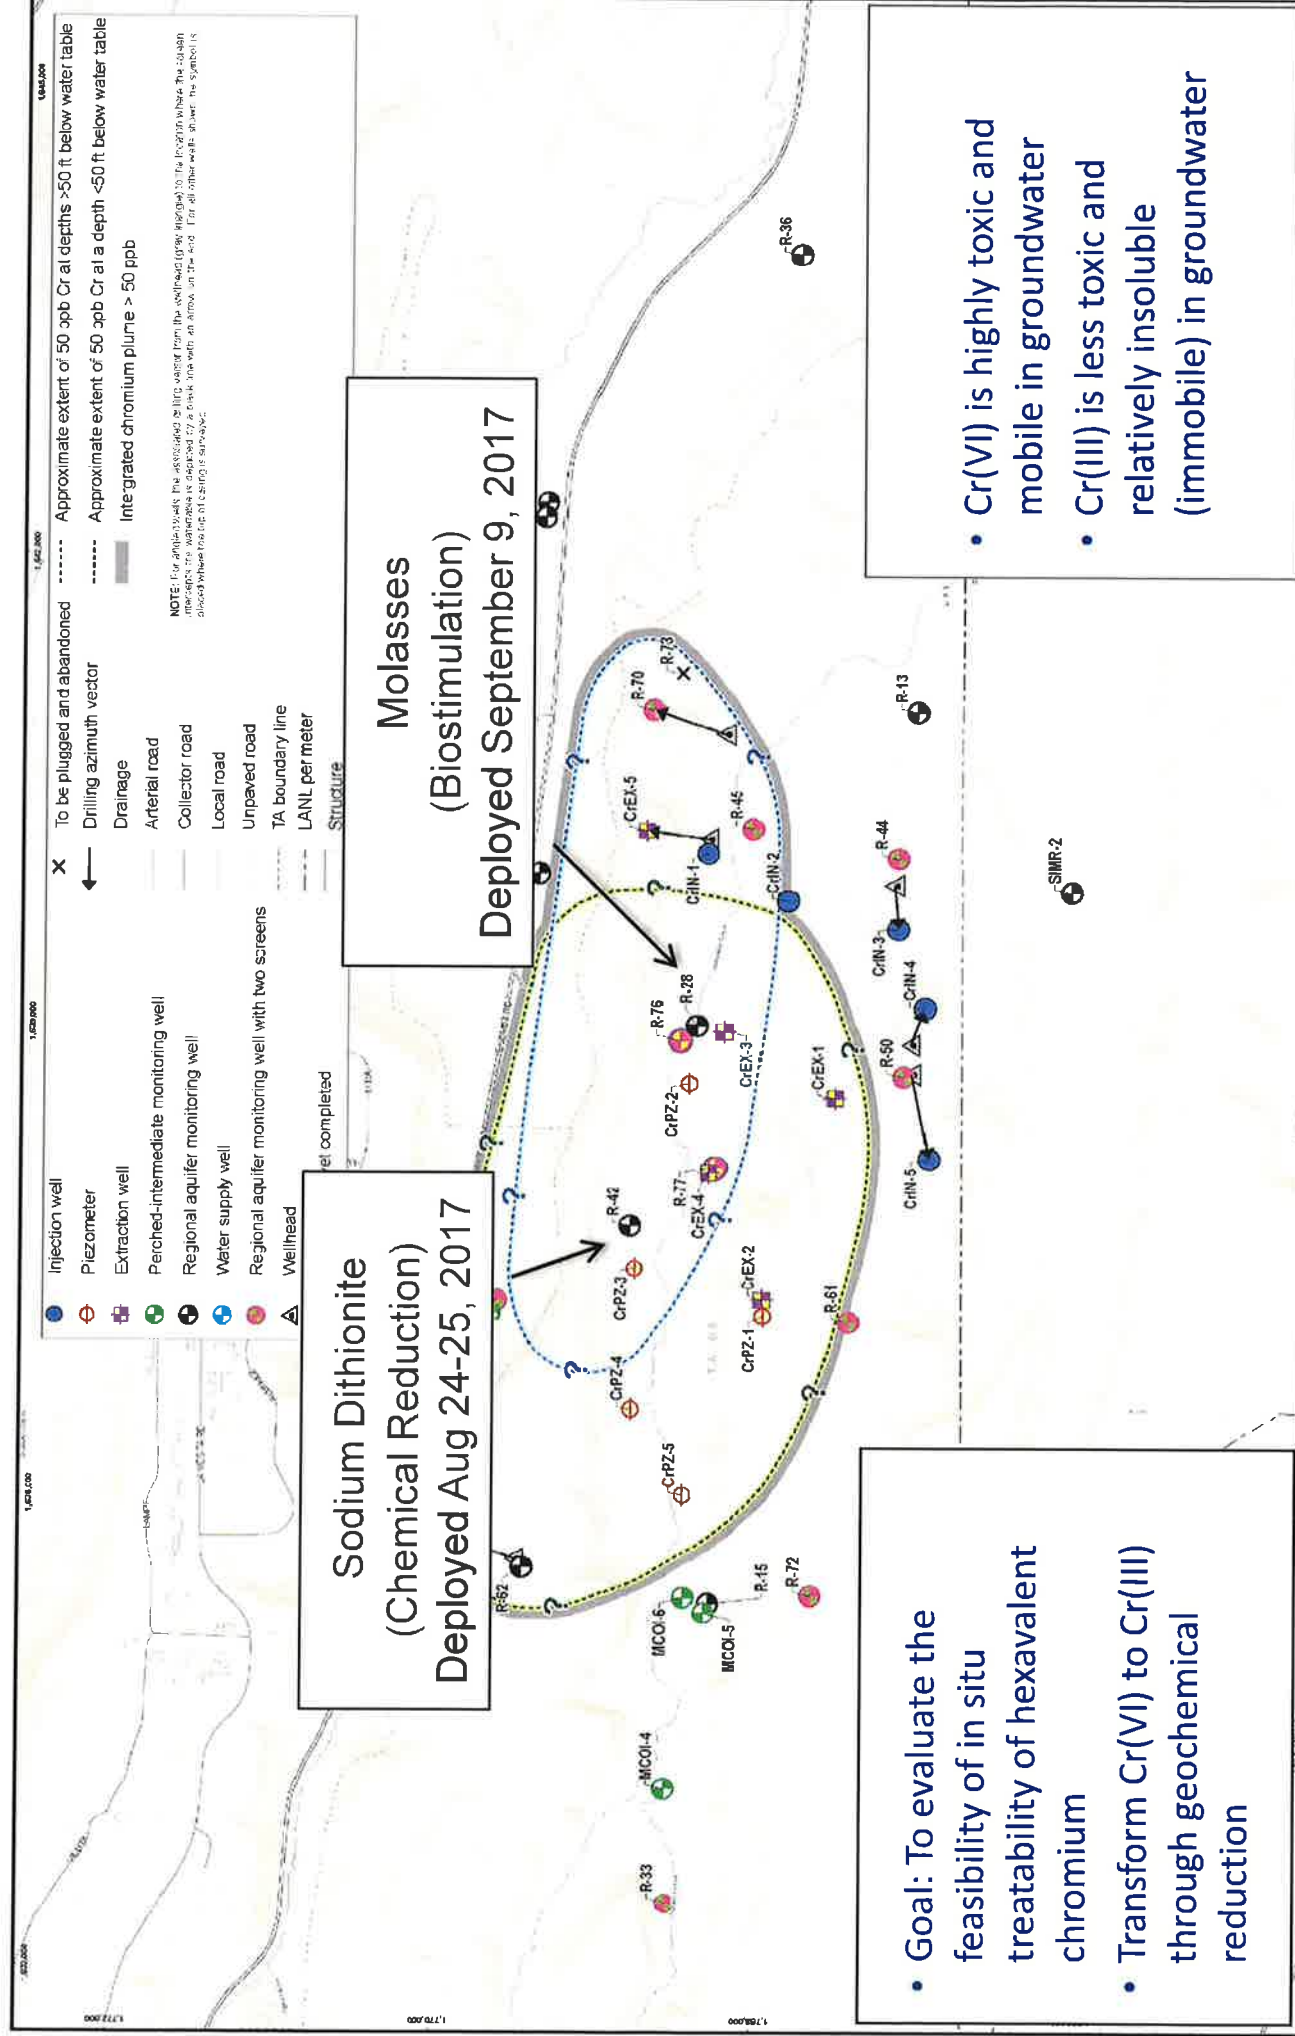 Injection well
Piezometer
Extraction well
Perched-intermediate monitoring well
Regional aquifer monitoring well
Water supply well
Regional aquifer monitoring well with two screens
Wellhead
yet completed
To be plugged and abandoned
Drilling azimuth vector
Drainage
Arterial road
Collector road
Local road
Unpaved road
TA boundary line
LANL permeter
Structure
Approximate extent of 50 ppb Cr at depths >50 ft below water table
Approximate extent of 50 ppb Cr at a depth <50 ft below water table
Intergrated chromium plume > 50 ppb
Sodium Dithionite
(Chemical Reduction)
Deployed Aug 24-25, 2017
Molasses
(Biostimulation)
Deployed September 9, 2017
R-62
?
?
?
?
?
?
?
?
?
?
?
R-42
CrPZ-3
CrPZ-4
CrPZ-5
CrPZ-2
R-76
R-28
CrEX-3
R-77
CrEX-4
CrEX-2
CrPZ-1
CrEX-1
R-61
CrEX-5
R-70
R-73
CrIN-1
R-45
CrIN-2
R-33
MCOI-4
MCOI-6
MCOI-5
R-15
R-72
CrIN-5
R-50
CrIN-4
CrIN-3
R-44
R-13
R-36
SIMR-2
• Goal: To evaluate the
feasibility of in situ
treatability of hexavalent
chromium
• Transform Cr(VI) to Cr(III)
through geochemical
reduction
• Cr(VI) is highly toxic and
mobile in groundwater
• Cr(III) is less toxic and
relatively insoluble
(immobile) in groundwater